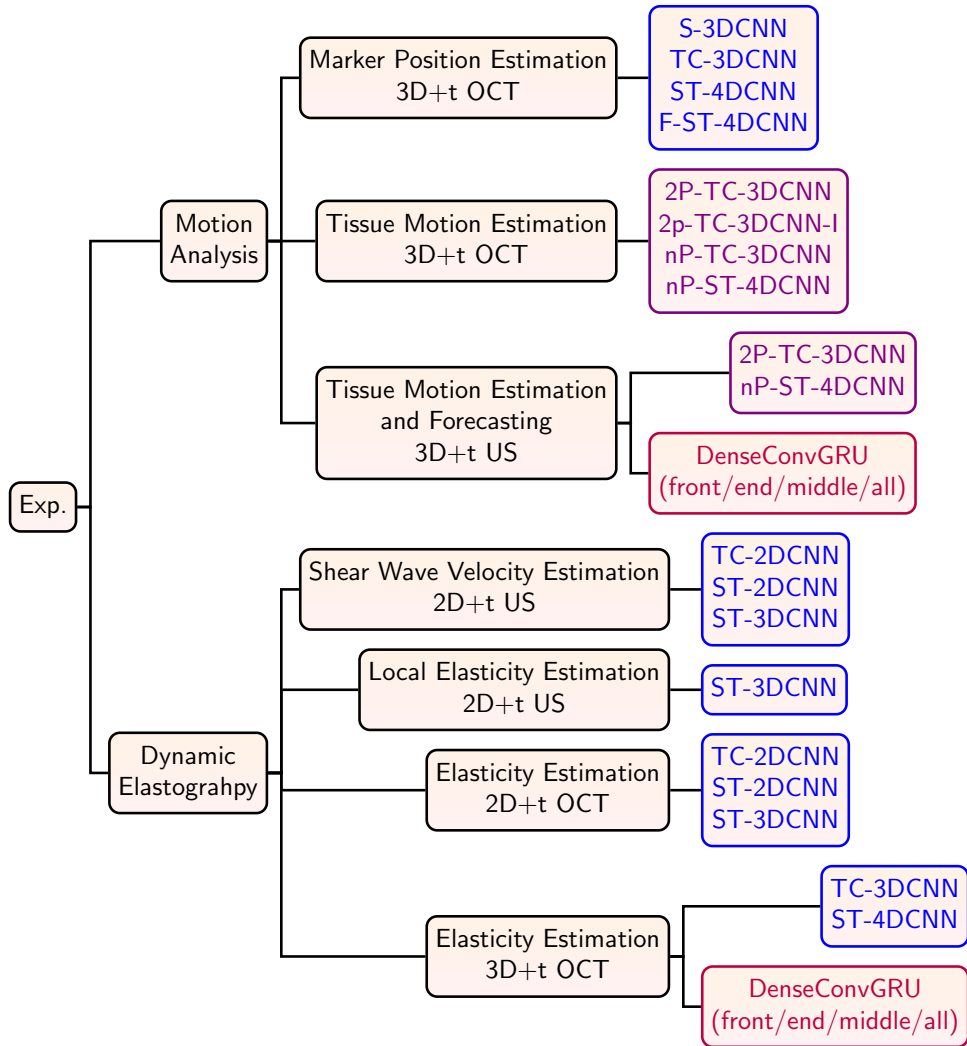 Exp.
Motion
Analysis
Marker Position Estimation
3D+t OCT
S-3DCNN
TC-3DCNN
ST-4DCNN
F-ST-4DCNN
Tissue Motion Estimation
3D+t OCT
2P-TC-3DCNN
2p-TC-3DCNN-I
nP-TC-3DCNN
nP-ST-4DCNN
Tissue Motion Estimation
and Forecasting
3D+t US
2P-TC-3DCNN
nP-ST-4DCNN
DenseConvGRU
(front/end/middle/all)
Dynamic
Elastograhpy
Shear Wave Velocity Estimation
2D+t US
TC-2DCNN
ST-2DCNN
ST-3DCNN
Local Elasticity Estimation
2D+t US
ST-3DCNN
Elasticity Estimation
2D+t OCT
TC-2DCNN
ST-2DCNN
ST-3DCNN
Elasticity Estimation
3D+t OCT
TC-3DCNN
ST-4DCNN
DenseConvGRU
(front/end/middle/all)